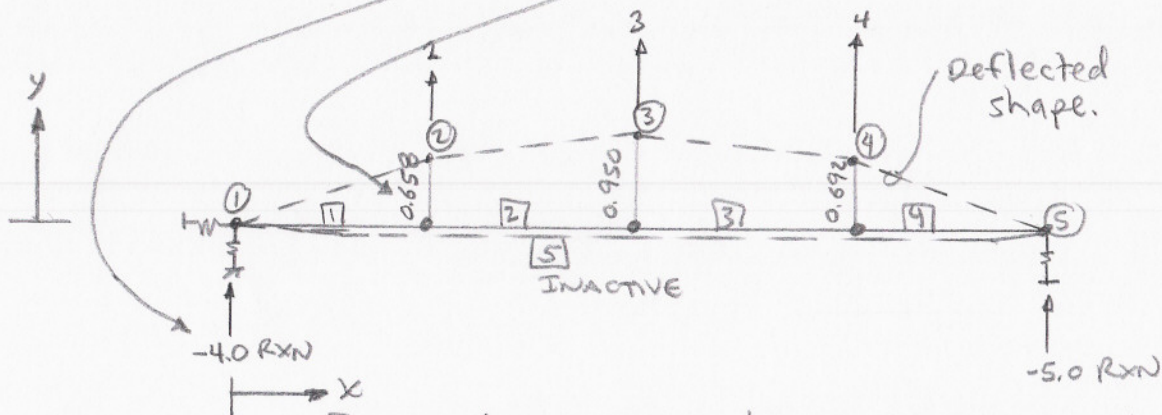 3
4
2
y
Deflected
shape.
③
②
④
①
0.658
0.950
0.692
1
2
3
4
⑤
5
INACTIVE
-4.0 RXN
-5.0 RXN
x